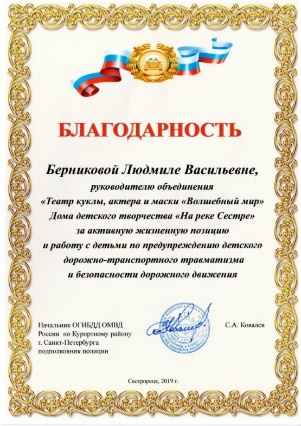 БЛАГОДАРНОСТЬ
Берниковой Людмиле Васильевне,
руководителю объединения
«Театр куклы, актера и маски «Волшебный мир»
Дома детского творчества «На реке Сестре»
за активную жизненную позицию
и работу с детьми по предупреждению детского
дорожно-транспортного травматизма
и безопасности дорожного движения
Начальник ОГИБДД ОМВД
России по Курортному району
г. Санкт-Петербурга
подполковник полиции
С.А. Ковалев
Сестрорецк, 2019 г.